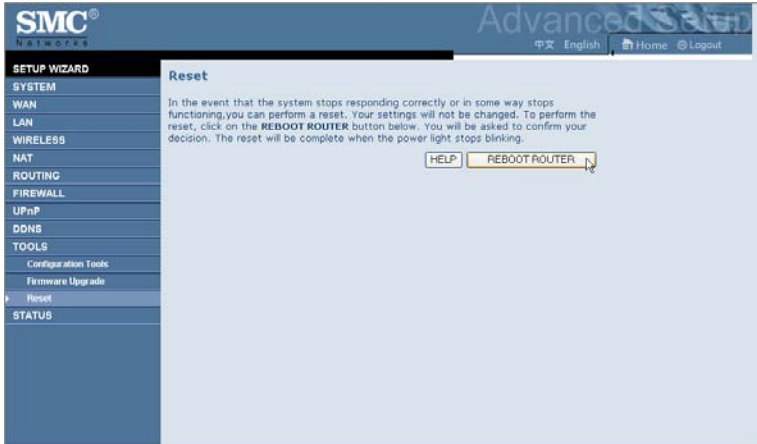 SMC®
Networks
Advanced Setup
中文 English Home Logout
SETUP WIZARD
SYSTEM
WAN
LAN
WIRELESS
NAT
ROUTING
FIREWALL
UPnP
DDNS
TOOLS
Configuration Tools
Firmware Upgrade
Reset
STATUS
Reset
In the event that the system stops responding correctly or in some way stops
functioning,you can perform a reset. Your settings will not be changed. To perform the
reset, click on the REBOOT ROUTER button below. You will be asked to confirm your
decision. The reset will be complete when the power light stops blinking.
HELP REBOOT ROUTER